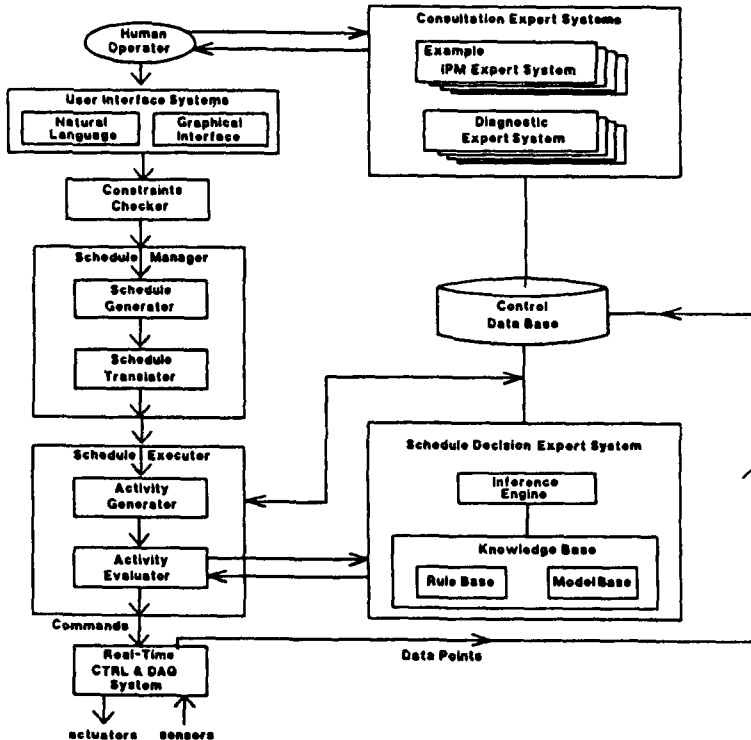 Human
Operator
User Interface Systems
Natural
Language
Graphical
Interface
Constraints
Checker
Schedule Manager
Schedule
Generator
Schedule
Translator
Schedule Executor
Activity
Generator
Activity
Evaluator
Commands
Real-Time
CTRL & DAQ
System
actuators
sensors
Consultation Expert Systems
Example
IPM Expert System
Diagnostic
Expert System
Control
Data Base
Schedule Decision Expert System
Inference
Engine
Knowledge Base
Rule Base
Model Base
Data Points